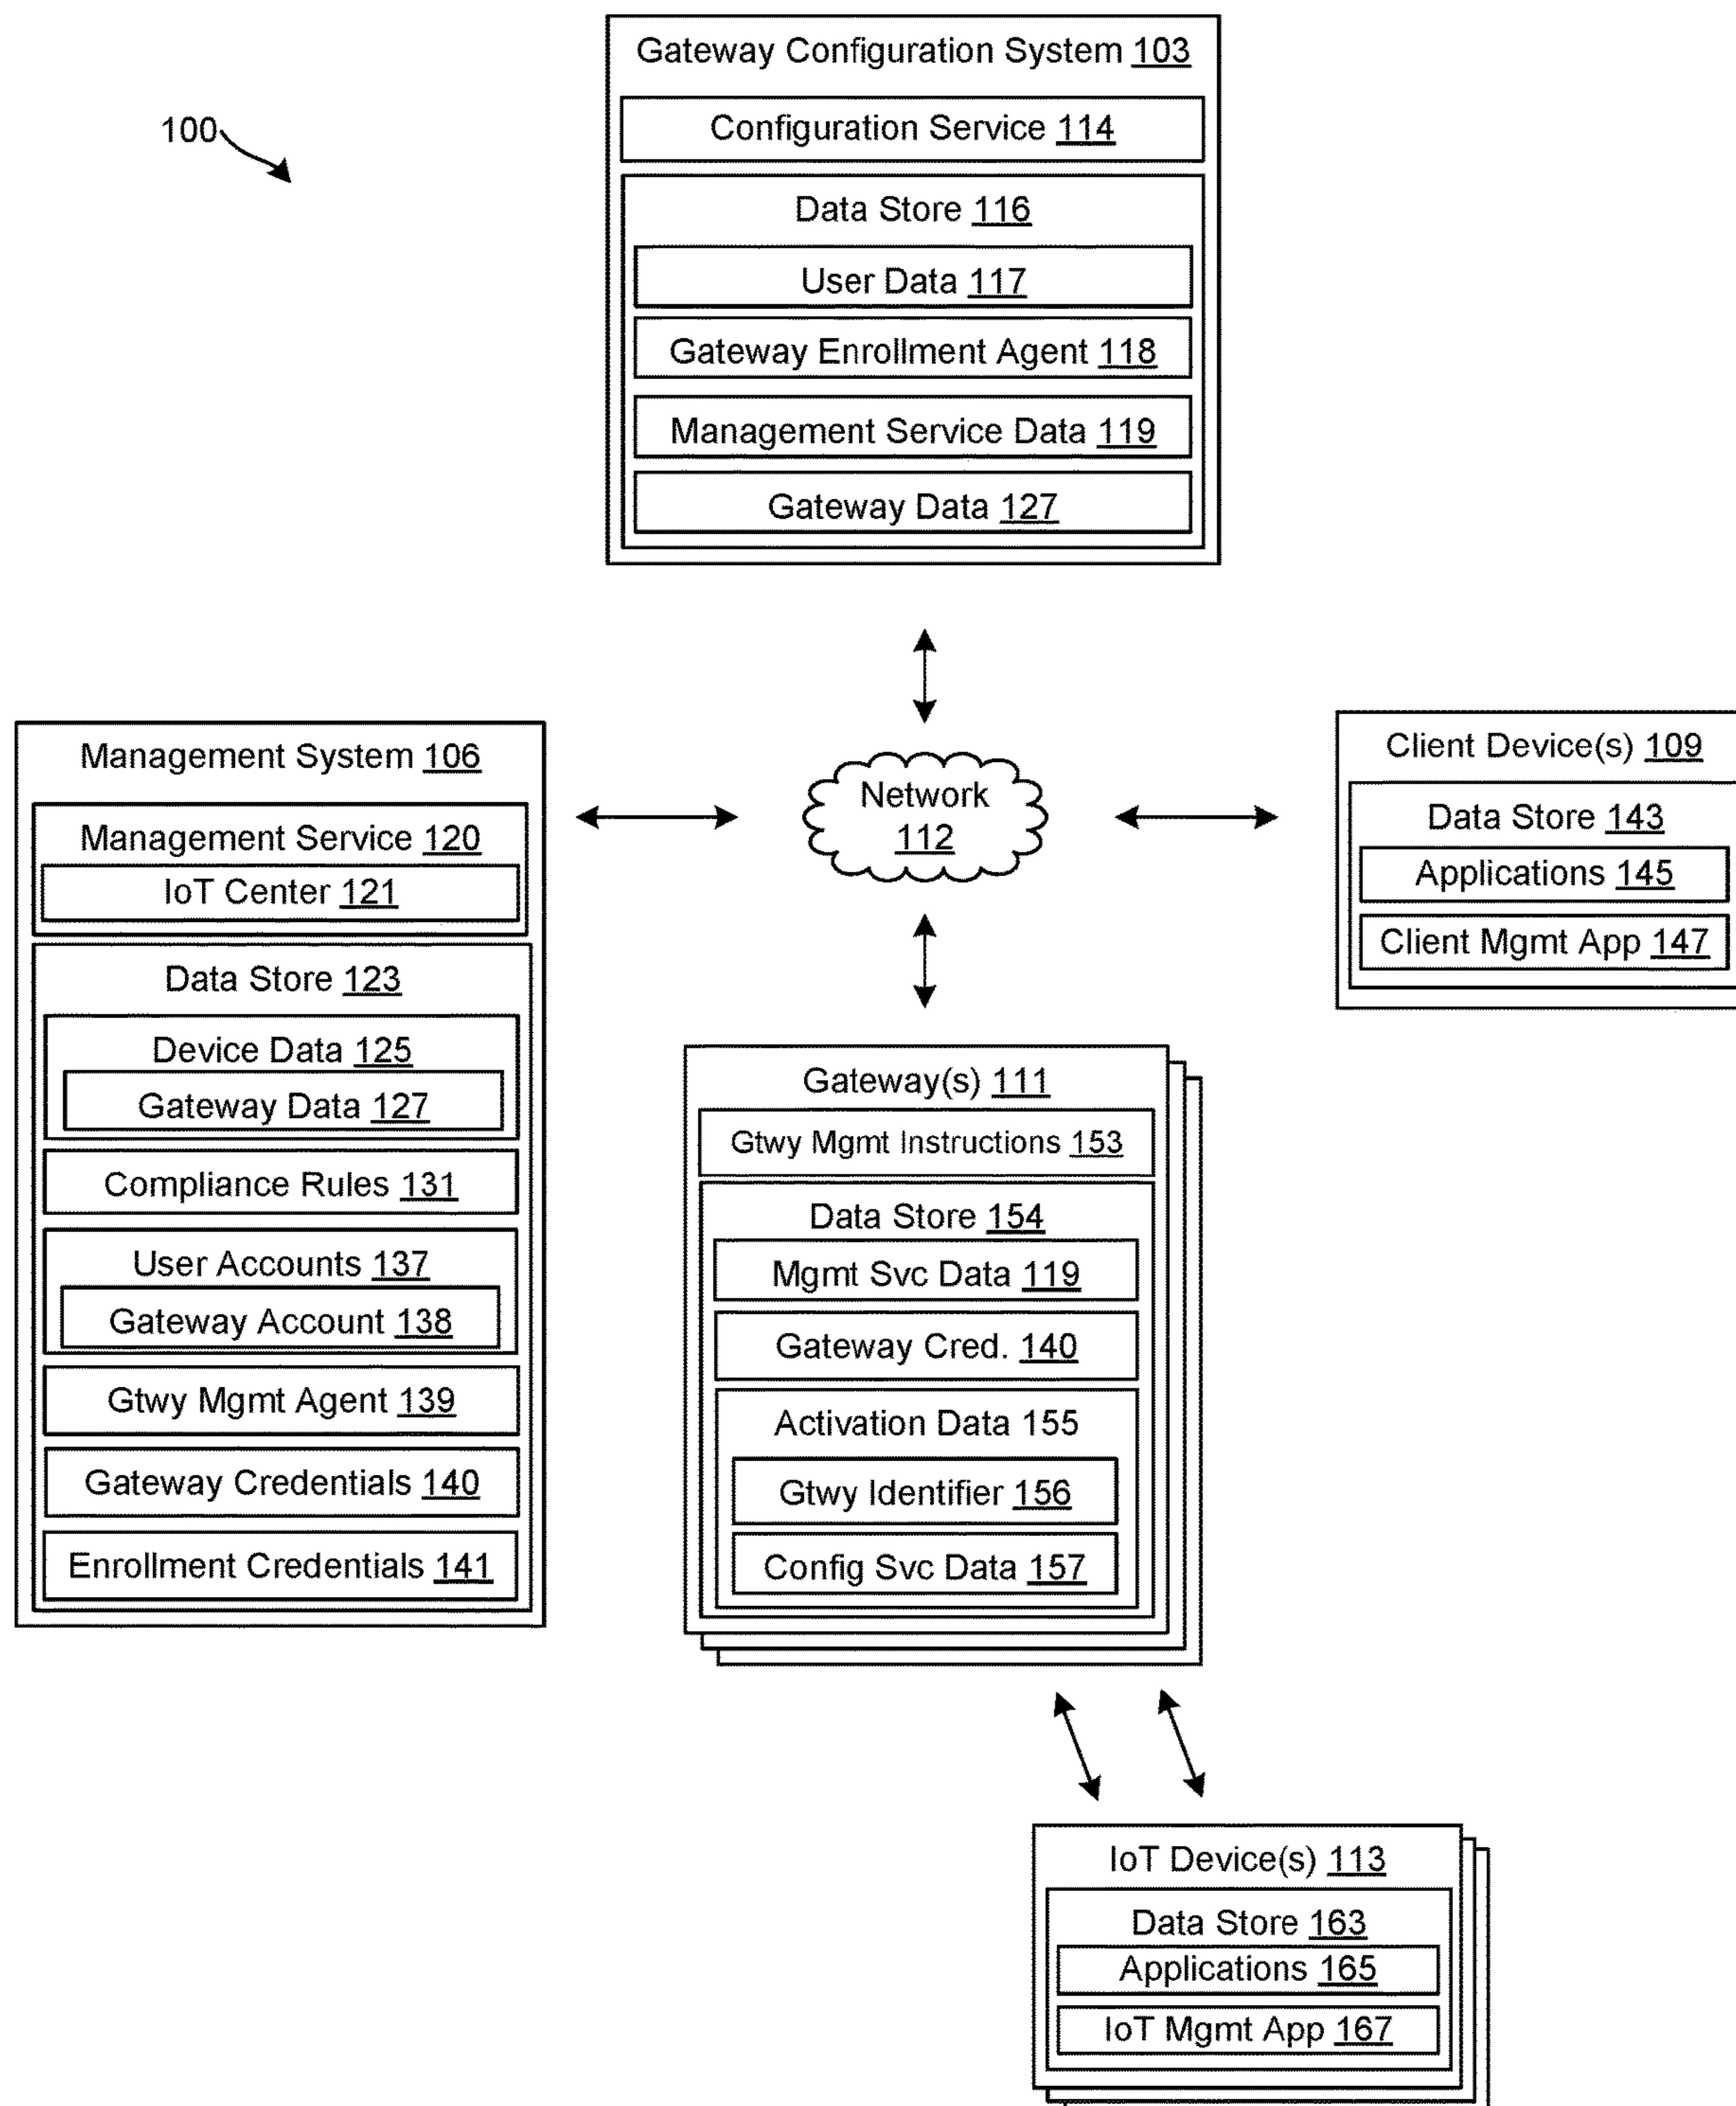 Gateway Configuration System 103
100
Configuration Service 114
Data Store 116
User Data 117
Gateway Enrollment Agent 118
Management Service Data 119
Gateway Data 127
Management System 106
Management Service 120
IoT Center 121
Data Store 123
Device Data 125
Gateway Data 127
Compliance Rules 131
User Accounts 137
Gateway Account 138
Gtwy Mgmt Agent 139
Gateway Credentials 140
Enrollment Credentials 141
Network
112
Client Device(s) 109
Data Store 143
Applications 145
Client Mgmt App 147
Gateway(s) 111
Gtwy Mgmt Instructions 153
Data Store 154
Mgmt Svc Data 119
Gateway Cred. 140
Activation Data 155
Gtwy Identifier 156
Config Svc Data 157
IoT Device(s) 113
Data Store 163
Applications 165
IoT Mgmt App 167